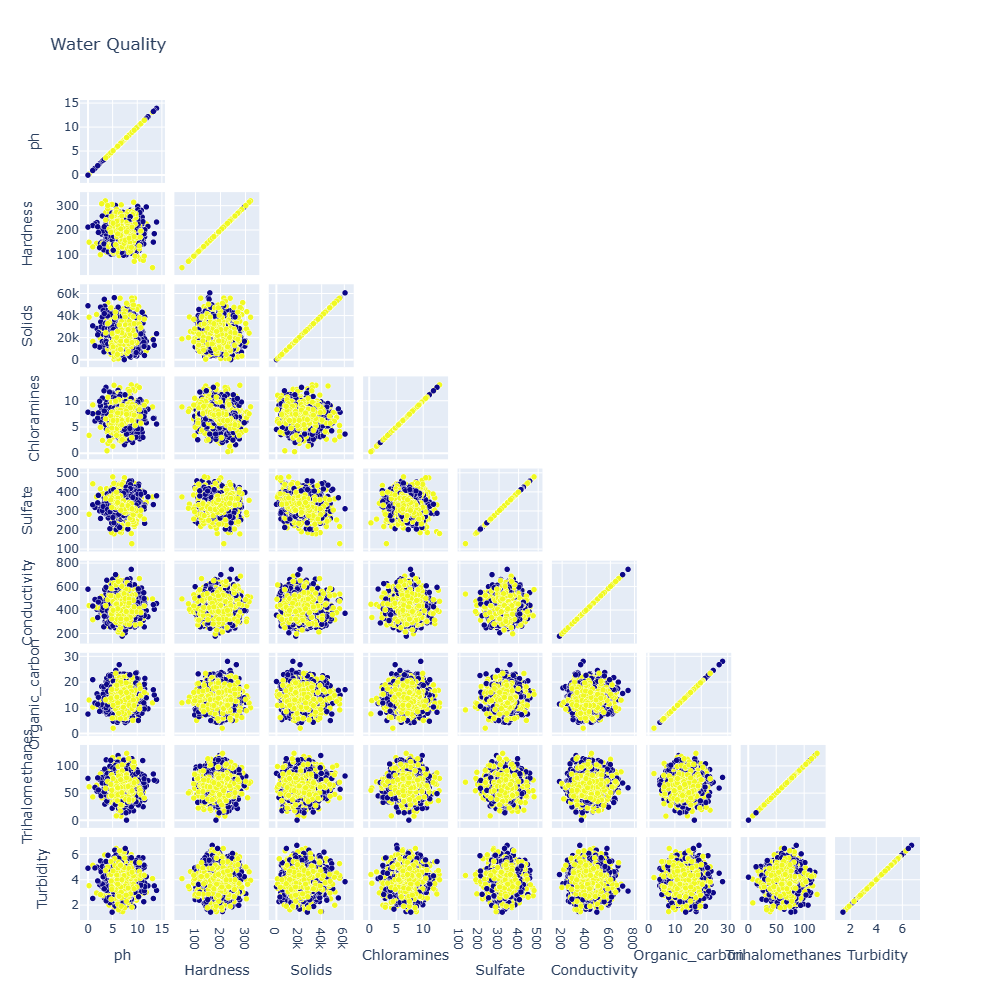 Water Quality
15
10
5
0
ph
300
200
100
Hardness
60k
40k
20k
0
Solids
10
5
0
Chloramines
500
400
300
200
100
Sulfate
800
600
400
200
Conductivity
30
20
10
0
Organic_carbon
100
50
0
Trihalomethanes
6
4
2
Turbidity
0 5 10 15
100 200 300
0 20k 40k 60k
0 5 10
100 200 300 400 500
200 400 600 800
0 10 20 30
0 50 100
2 4 6
ph Hardness Solids Chloramines Sulfate Conductivity Organic_carbon Trihalomethanes Turbidity